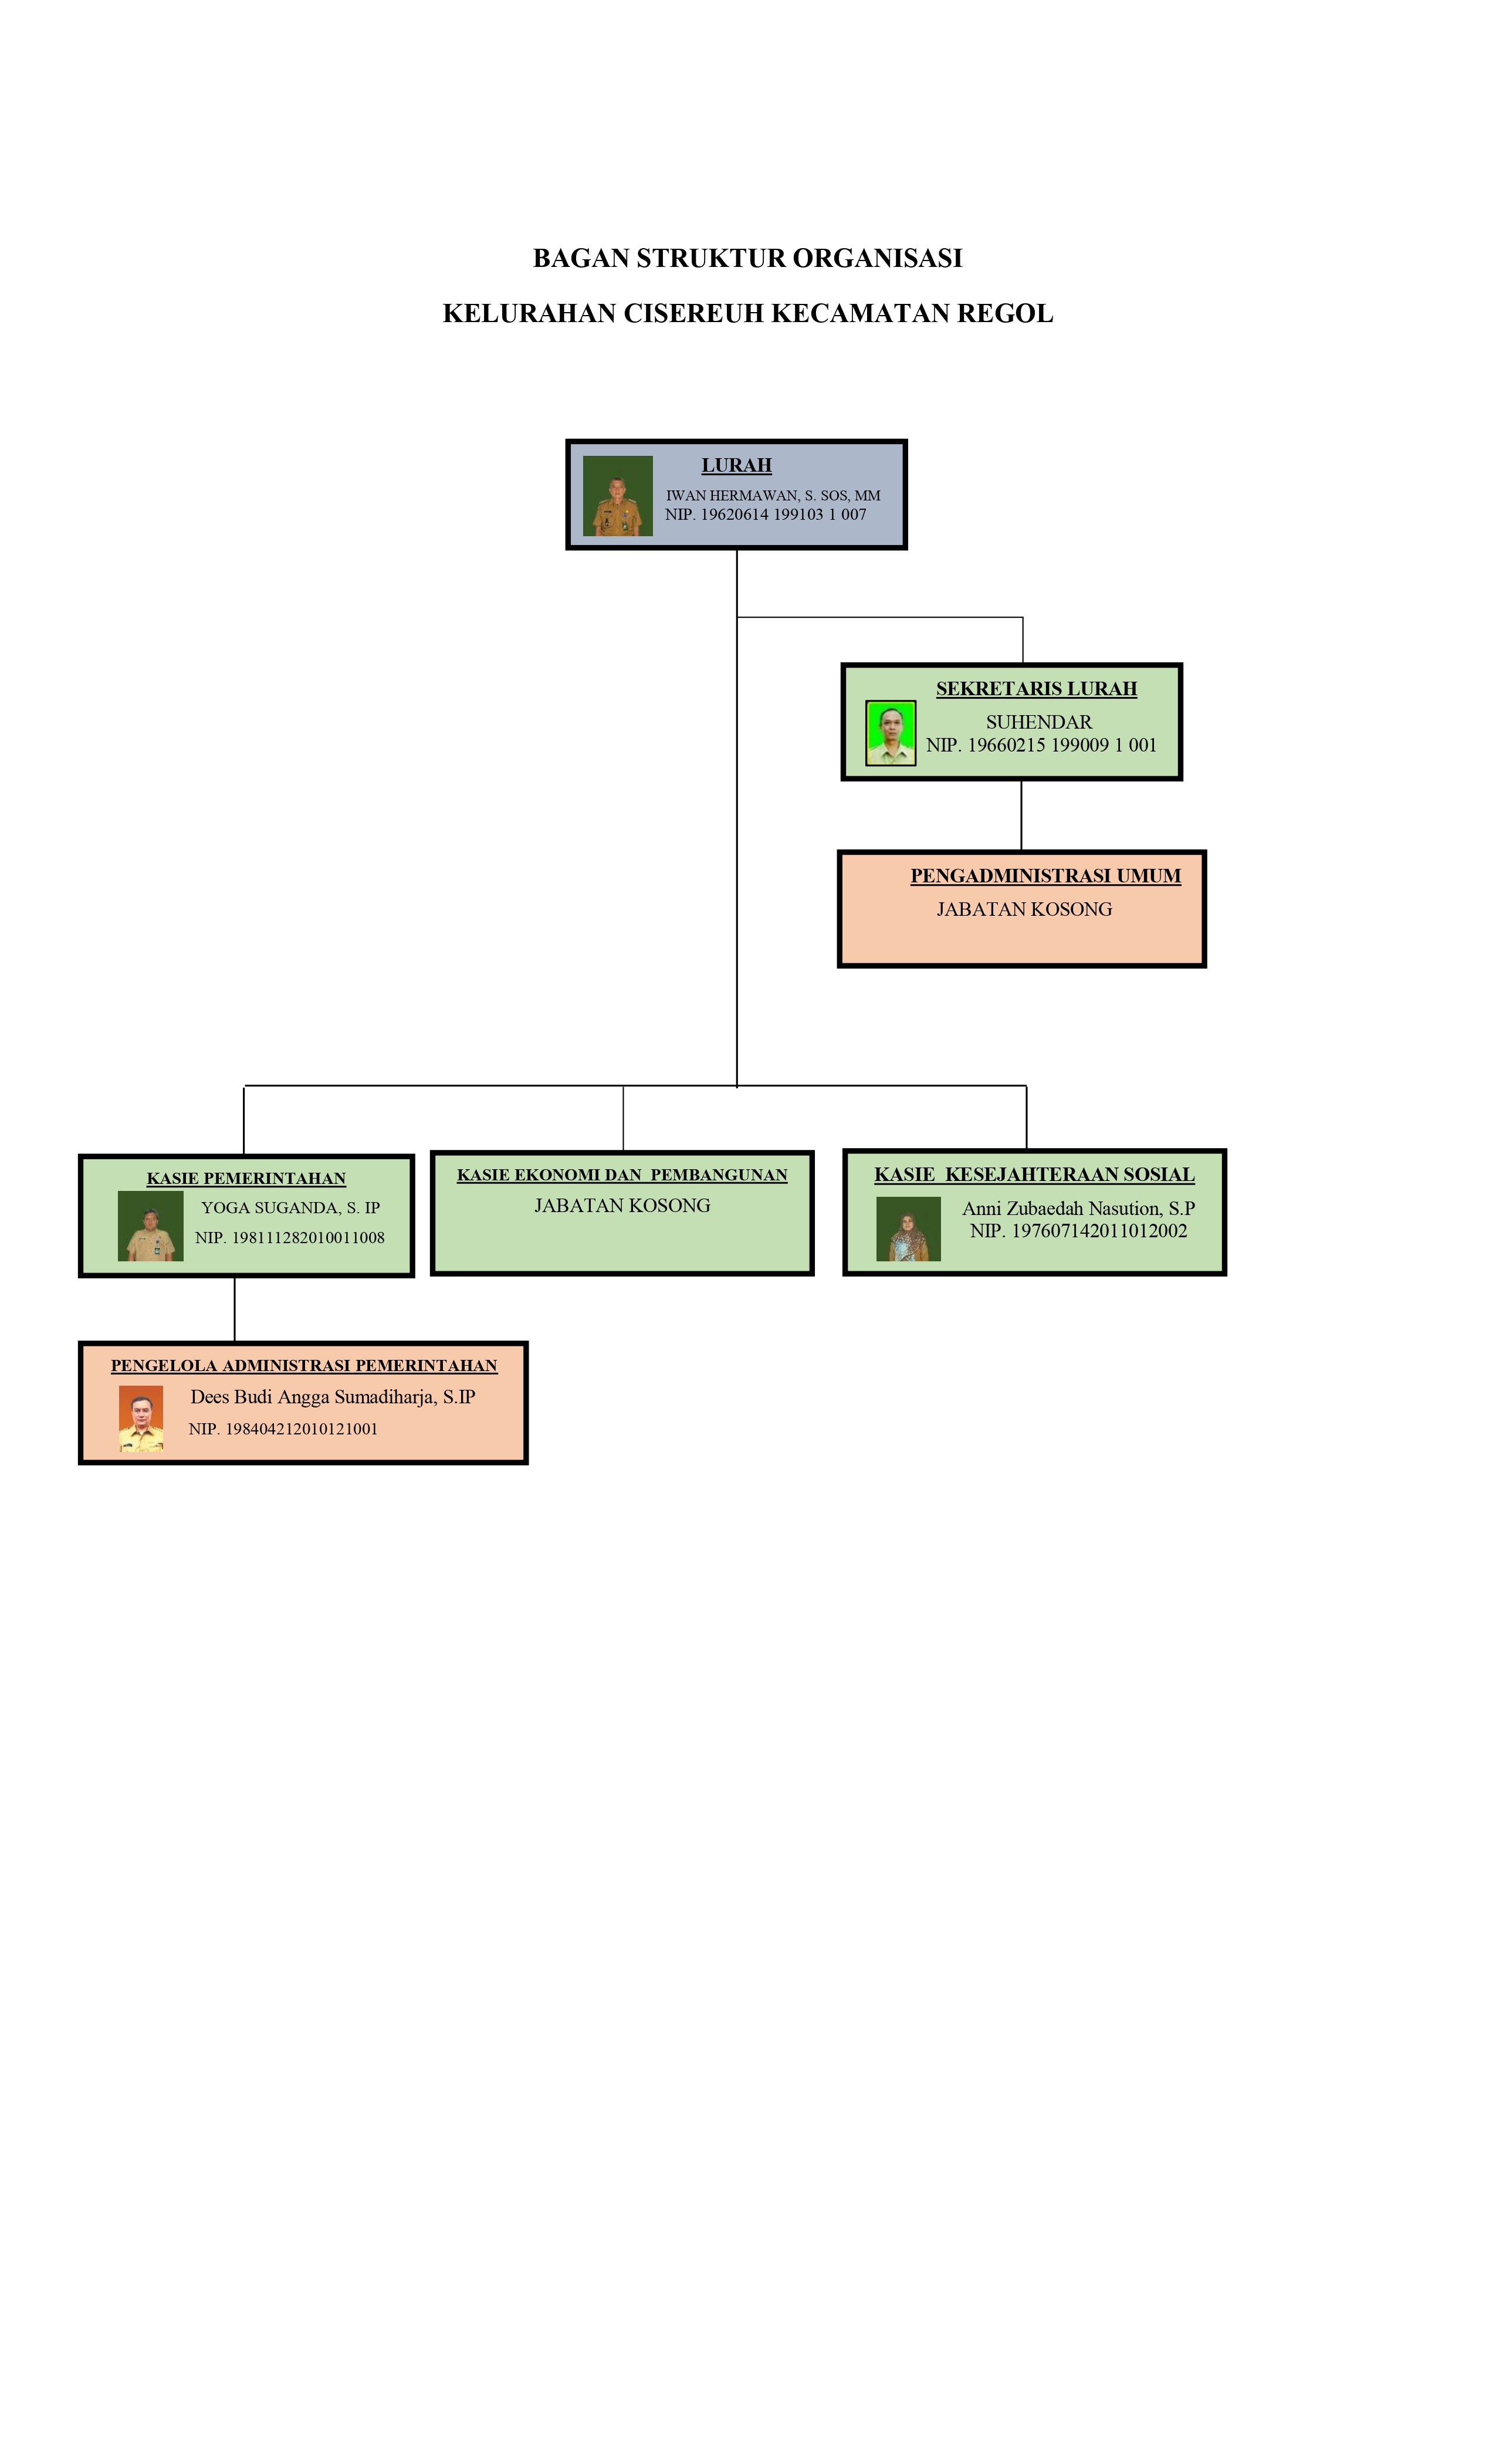 BAGAN STRUKTUR ORGANISASI
KELURAHAN CISEREUH KECAMATAN REGOL
LURAH
IWAN HERMAWAN, S. SOS, MM
NIP. 19620614 199103 1 007
SEKRETARIS LURAH
SUHENDAR
NIP. 19660215 199009 1 001
PENGADMINISTRASI UMUM
JABATAN KOSONG
KASIE PEMERINTAHAN
YOGA SUGANDA, S. IP
NIP. 198111282010011008
KASIE EKONOMI DAN  PEMBANGUNAN
JABATAN KOSONG
KASIE  KESEJAHTERAAN SOSIAL
Anni Zubaedah Nasution, S.P
NIP. 197607142011012002
PENGELOLA ADMINISTRASI PEMERINTAHAN
Dees Budi Angga Sumadiharja, S.IP
NIP. 198404212010121001